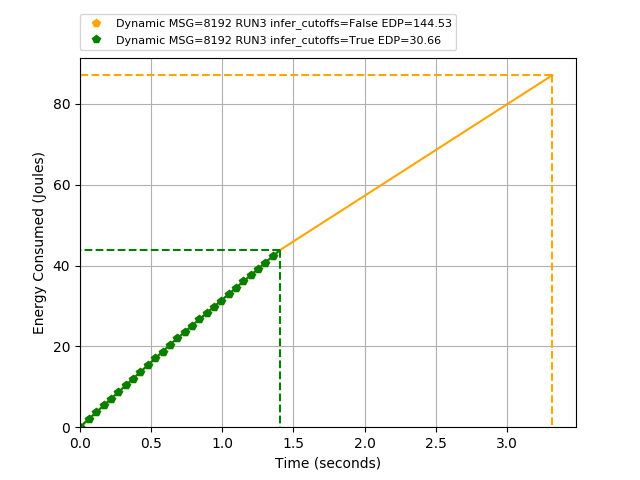 Dynamic MSG=8192 RUN3 infer_cutoffs=False EDP=144.53
Dynamic MSG=8192 RUN3 infer_cutoffs=True EDP=30.66
80
60
40
20
0
Energy Consumed (Joules)
0.0 0.5 1.0 1.5 2.0 2.5 3.0
Time (seconds)